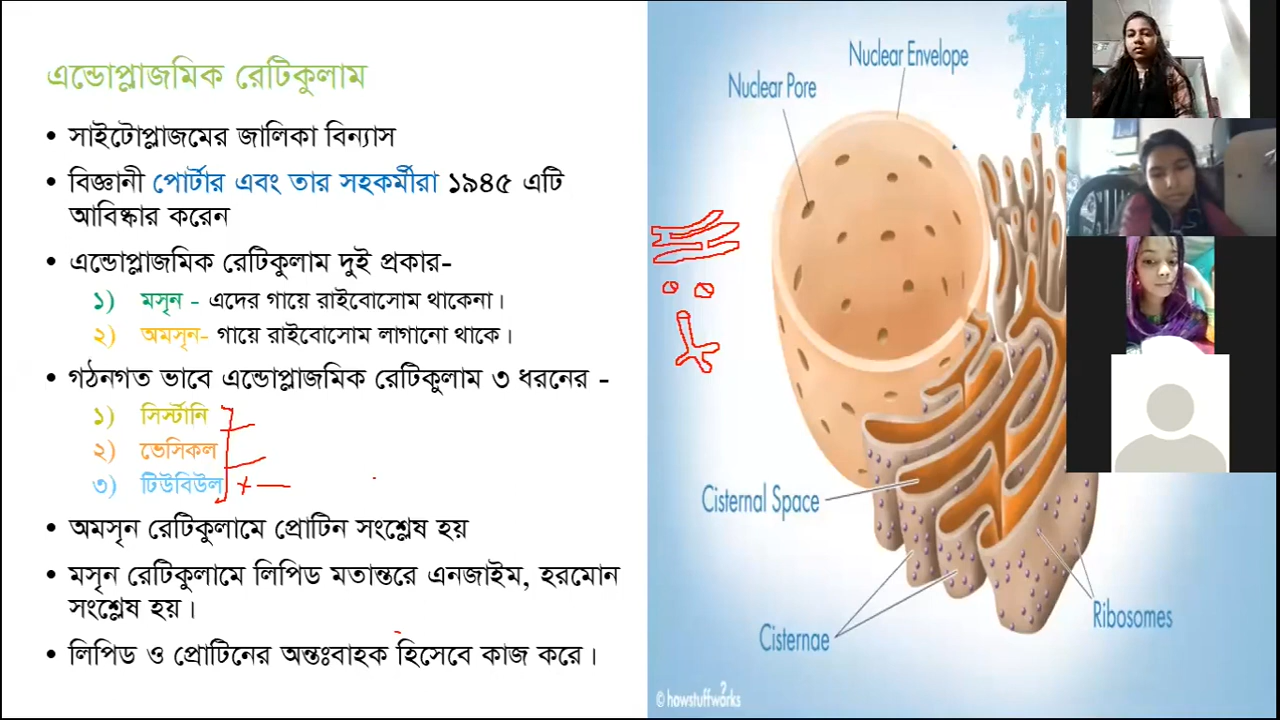 এন্ডোপ্লাজমিক রেটিকুলাম
• সাইটোপ্লাজমের জালিকা বিন্যাস
• বিজ্ঞানী পোর্টার এবং তার সহকর্মীরা ১৯৪৫ এটি
আবিষ্কার করেন
• এন্ডোপ্লাজমিক রেটিকুলাম দুই প্রকার-
১) মসৃন - এদের গায়ে রাইবোসোম থাকেনা।
২) অমসৃন- গায়ে রাইবোসোম লাগানো থাকে।
• গঠনগত ভাবে এন্ডোপ্লাজমিক রেটিকুলাম ৩ ধরনের -
১) সিস্টার্নি
২) ভেসিকল
৩) টিউবিউল
• অমসৃন রেটিকুলামে প্রোটিন সংশ্লেষ হয়
• মসৃন রেটিকুলামে লিপিড মতান্তরে এনজাইম, হরমোন
সংশ্লেষ হয়।
• লিপিড ও প্রোটিনের অন্তঃবাহক হিসেবে কাজ করে।
Nuclear Envelope
Nuclear Pore
Cisternal Space
Ribosomes
Cisternae
© howstuffworks